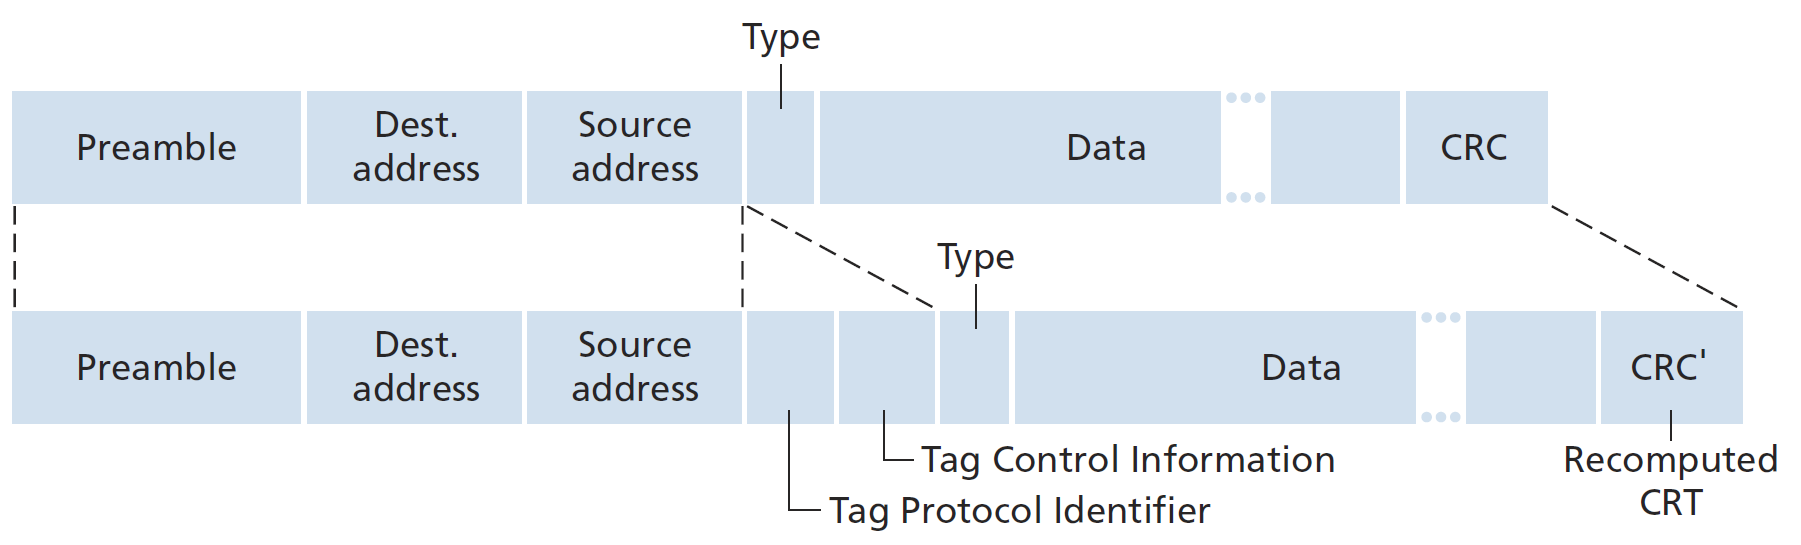 Type
Preamble
Dest.
address
Source
address
Data
CRC
Type
Preamble
Dest.
address
Source
address
Data
CRC'
Tag Control Information
Tag Protocol Identifier
Recomputed
CRT